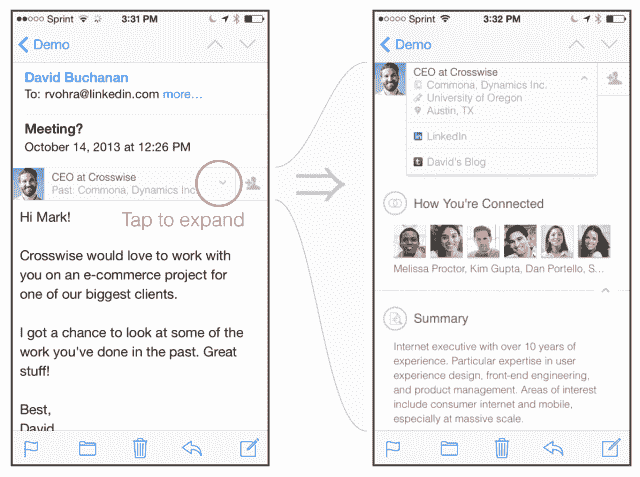 Sprint 3:31 PM
Demo
David Buchanan
To: rvohra@linkedin.com more...
Meeting?
October 14, 2013 at 12:26 PM
CEO at Crosswise
Past: Commona, Dynamics Inc.
Tap to expand
Hi Mark!
Crosswise would love to work with
you on an e-commerce project for
one of our biggest clients.
I got a chance to look at some of the
work you've done in the past. Great
stuff!
Best,
David
Sprint 3:32 PM
Demo
CEO at Crosswise
Commona, Dynamics Inc.
University of Oregon
Austin, TX
LinkedIn
David's Blog
How You're Connected
Melissa Proctor, Kim Gupta, Dan Portello, S...
Summary
Internet executive with over 10 years of
experience. Particular expertise in user
experience design, front-end engineering,
and product management. Areas of interest
include consumer internet and mobile,
especially at massive scale.